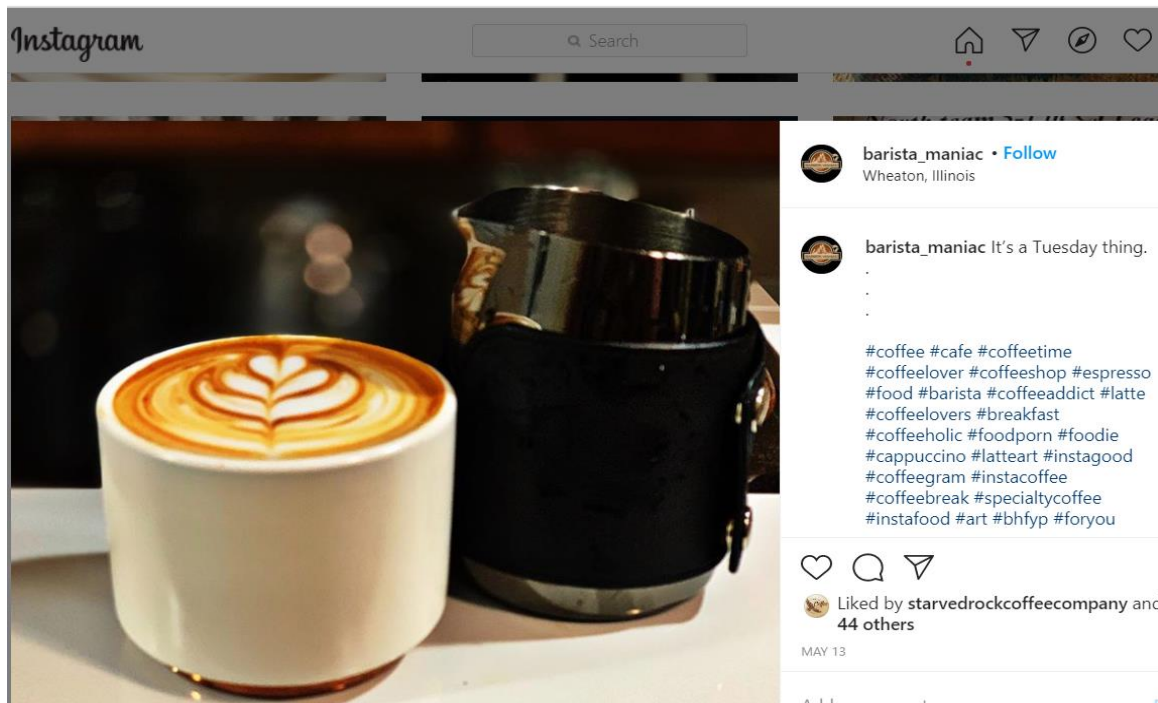 Instagram
Search
barista_maniac • Follow
Wheaton, Illinois
barista_maniac It's a Tuesday thing.
.
.
.
#coffee #cafe #coffeetime
#coffeelover #coffeeshop #espresso
#food #barista #coffeeaddict #latte
#coffeelovers #breakfast
#coffeeholic #foodporn #foodie
#cappuccino #latteart #instagood
#coffeegram #instacoffee
#coffeebreak #specialtycoffee
#instafood #art #bhfyp #foryou
Liked by starvedrockcoffeecompany and
44 others
MAY 13